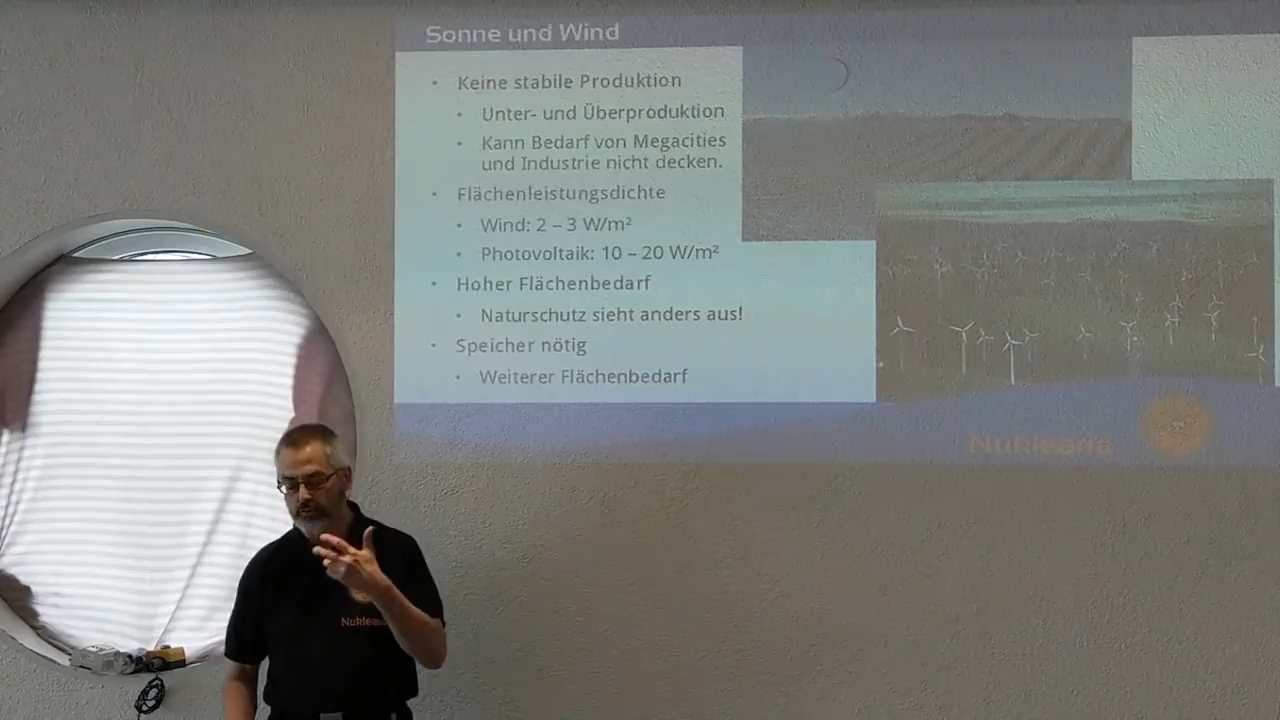 Sonne und Wind
• Keine stabile Produktion
• Unter- und Überproduktion
• Kann Bedarf von Megacities
und Industrie nicht decken.
• Flächenleistungsdichte
• Wind: 2 – 3 W/m²
• Photovoltaik: 10 – 20 W/m²
• Hoher Flächenbedarf
• Naturschutz sieht anders aus!
• Speicher nötig
• Weiterer Flächenbedarf
Nuklearia